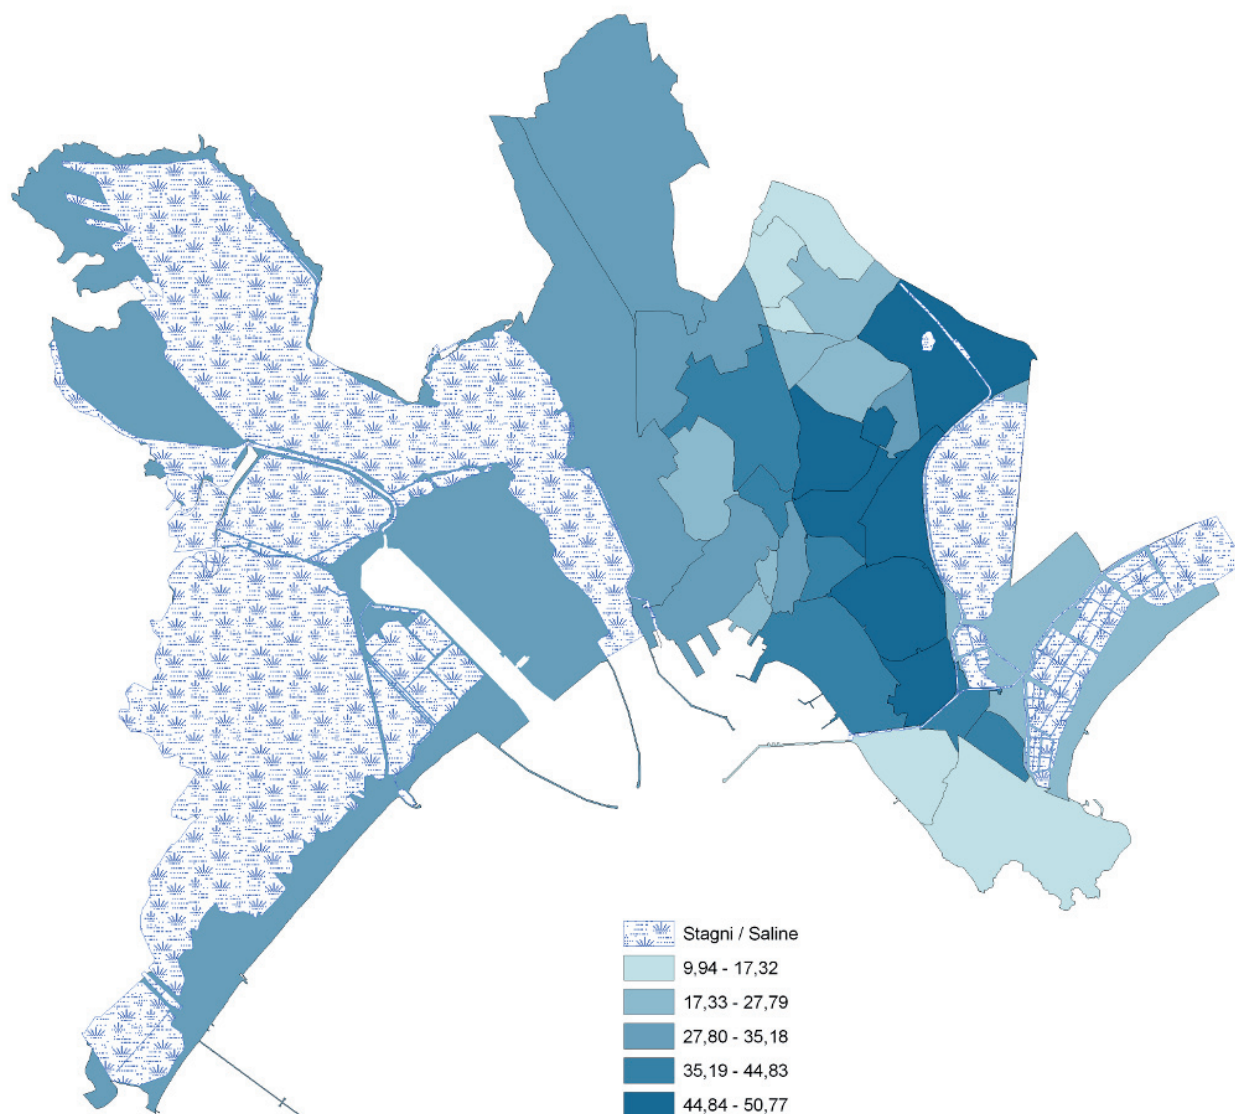 Stagni / Saline
9,94 - 17,32
17,33 - 27,79
27,80 - 35,18
35,19 - 44,83
44,84 - 50,77